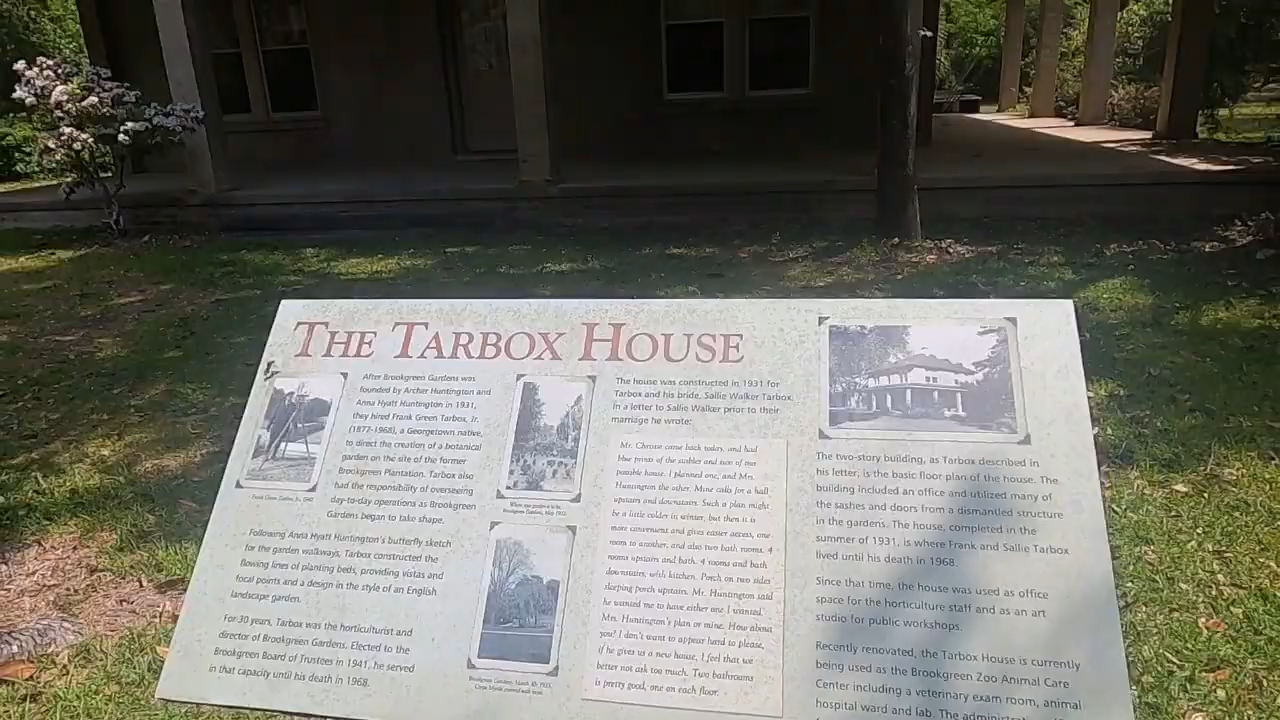 THE TARBOX HOUSE
After Brookgreen Gardens was
founded by Archer Huntington and
Anna Hyatt Huntington in 1931,
they hired Frank Green Tarbox, Jr.
(1877-1968), a Georgetown native,
to direct the creation of a botanical
garden on the site of the former
Brookgreen Plantation. Tarbox also
had the responsibility of overseeing
day-to-day operations as Brookgreen
Gardens began to take shape.
Following Anna Hyatt Huntington's butterfly sketch
for the garden walkways, Tarbox constructed the
flowing lines of planting beds, providing vistas and
focal points and a design in the style of an English
landscape garden.
For 30 years, Tarbox was the horticulturist and
director of Brookgreen Gardens. Elected to the
Brookgreen Board of Trustees in 1941, he served
in that capacity until his death in 1968.
Brookgreen Gardens, May 1932.
Brookgreen Gardens, March
The house was constructed in 1931 for
Tarbox and his bride, Sallie Walker Tarbox.
In a letter to Sallie Walker prior to their
marriage he wrote:
Mr. Chrosse came back today, and had
blue prints of the stables and two of our
possible house. I planned one, and Mrs.
Huntington the other. Mine calls for a hall
upstairs and downstairs. Such a plan might
be a little colder in winter, but then it is
more convenient and gives easier access, one
room to another, and also two bath rooms. 4
rooms upstairs and bath. 4 rooms and bath
downstairs, with kitchen. Porch on two sides
sleeping porch upstairs. Mr. Huntington said
he wanted me to have either one I wanted,
Mrs. Huntington's plan or mine. How about
you? I don't want to appear hard to please,
if he gives us a new house, I feel that we
better not ask too much. Two bathrooms
is pretty good, one on each floor.
The two-story building, as Tarbox described in
his letter, is the basic floor plan of the house. The
building included an office and utilized many of
the sashes and doors from a dismantled structure
in the gardens. The house, completed in the
summer of 1931, is where Frank and Sallie Tarbox
lived until his death in 1968.
Since that time, the house was used as office
space for the horticulture staff and as an art
studio for public workshops.
Recently renovated, the Tarbox House is currently
being used as the Brookgreen Zoo Animal Care
Center including a veterinary exam room, animal
hospital ward and lab. The